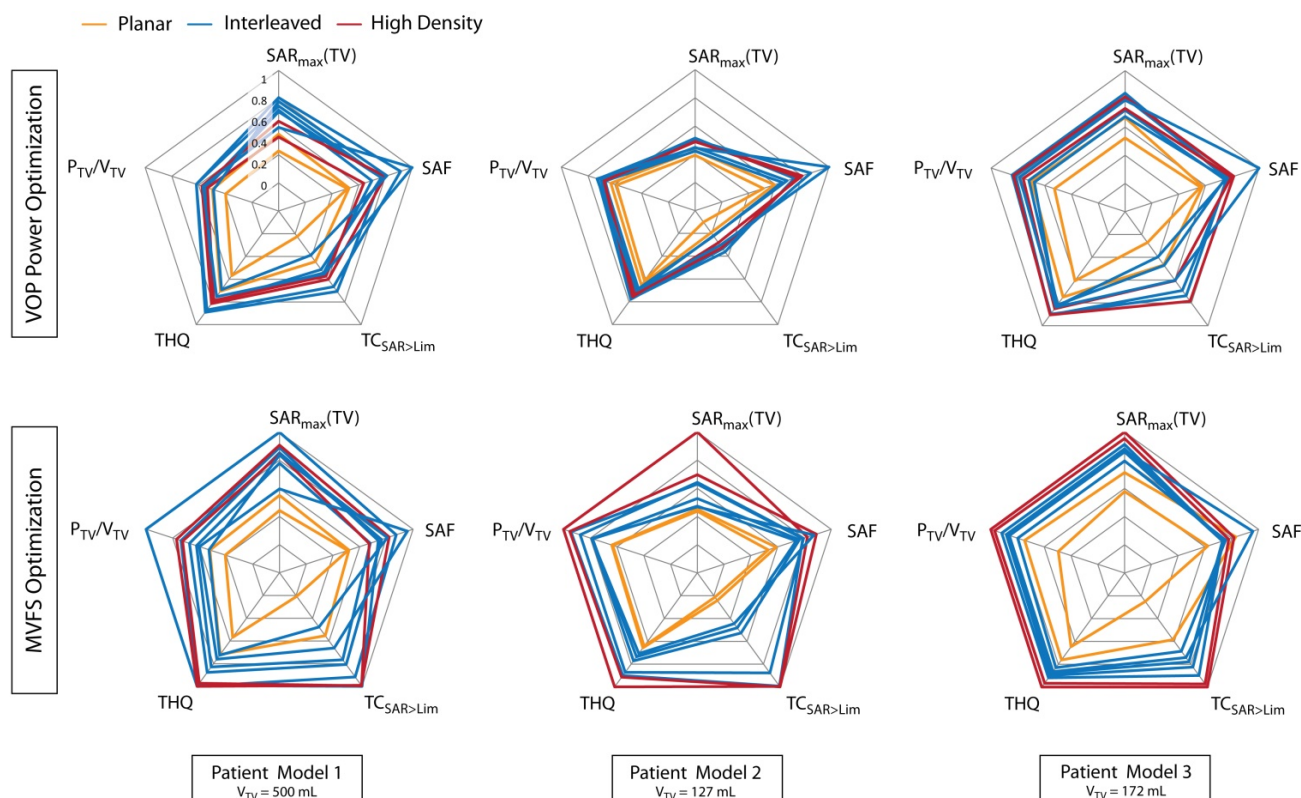 Planar Interleaved High Density
VOP Power Optimization
SARmax(TV)
1
0.8
0.6
0.4
0.2
0
PTV/VTV
SAF
THQ
TCSAR>Lim
SARmax(TV)
PTV/VTV
SAF
THQ
TCSAR>Lim
SARmax(TV)
PTV/VTV
SAF
THQ
TCSAR>Lim
MVFS Optimization
SARmax(TV)
PTV/VTV
SAF
THQ
TCSAR>Lim
SARmax(TV)
PTV/VTV
SAF
THQ
TCSAR>Lim
SARmax(TV)
PTV/VTV
SAF
THQ
TCSAR>Lim
Patient Model 1
VTV = 500 mL
Patient Model 2
VTV = 127 mL
Patient Model 3
VTV = 172 mL